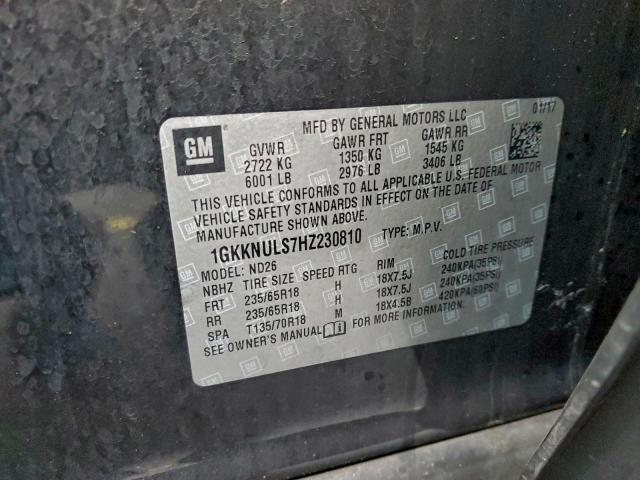 GM
MFD BY GENERAL MOTORS LLC 01/17
GVWR GAWR FRT GAWR RR
2722 KG 1350 KG 1545 KG
6001 LB 2976 LB 3406 LB
THIS VEHICLE CONFORMS TO ALL APPLICABLE U.S. FEDERAL MOTOR
VEHICLE SAFETY STANDARDS IN EFFECT ON THE DATE OF
MANUFACTURE SHOWN ABOVE.
1GKKNULS7HZ230810 TYPE: M.P.V.
MODEL: ND26
NBHZ TIRE SIZE SPEED RTG RIM COLD TIRE PRESSURE
FRT 235/65R18 H 18X7.5J 240KPA(35PSI)
RR 235/65R18 H 18X7.5J 240KPA(35PSI)
SPA T135/70R18 M 18X4.5B 420KPA(60PSI)
SEE OWNER'S MANUAL FOR MORE INFORMATION.